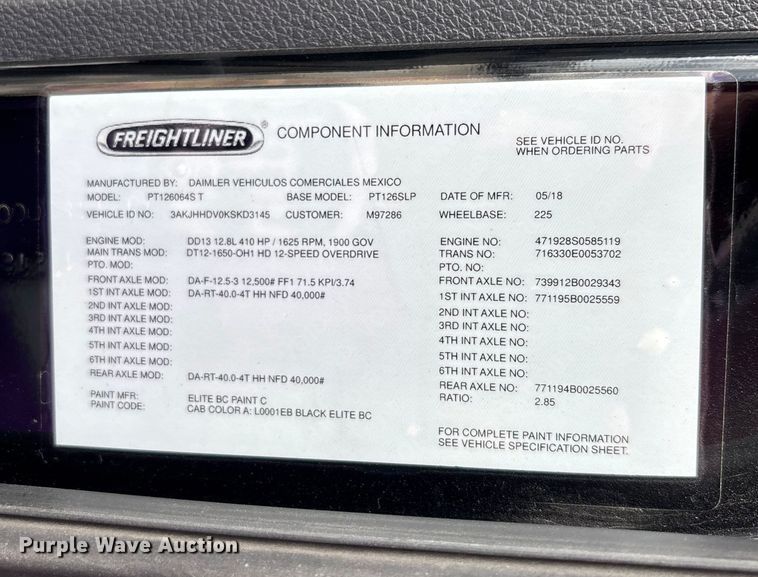 FREIGHTLINER ® COMPONENT INFORMATION
SEE VEHICLE ID NO.
WHEN ORDERING PARTS
MANUFACTURED BY: DAIMLER VEHICULOS COMERCIALES MEXICO
MODEL: PT126064S T BASE MODEL: PT126SLP DATE OF MFR: 05/18
VEHICLE ID NO: 3AKJHHDV0KSKD3145 CUSTOMER: M97286 WHEELBASE: 225
ENGINE MOD: DD13 12.8L 410 HP / 1625 RPM, 1900 GOV ENGINE NO: 471928S0585119
MAIN TRANS MOD: DT12-1650-OH1 HD 12-SPEED OVERDRIVE TRANS NO: 716330E0053702
PTO. MOD: PTO. NO:
FRONT AXLE MOD: DA-F-12.5-3 12,500# FF1 71.5 KPI/3.74 FRONT AXLE NO: 739912B0029343
1ST INT AXLE MOD: DA-RT-40.0-4T HH NFD 40,000# 1ST INT AXLE NO: 771195B0025559
2ND INT AXLE MOD: 2ND INT AXLE NO:
3RD INT AXLE MOD: 3RD INT AXLE NO:
4TH INT AXLE MOD: 4TH INT AXLE NO:
5TH INT AXLE MOD: 5TH INT AXLE NO:
6TH INT AXLE MOD: 6TH INT AXLE NO:
REAR AXLE MOD: DA-RT-40.0-4T HH NFD 40,000# REAR AXLE NO: 771194B0025560
RATIO: 2.85
PAINT MFR: ELITE BC PAINT C
PAINT CODE: CAB COLOR A: L0001EB BLACK ELITE BC
FOR COMPLETE PAINT INFORMATION
SEE VEHICLE SPECIFICATION SHEET.
Purple Wave Auction